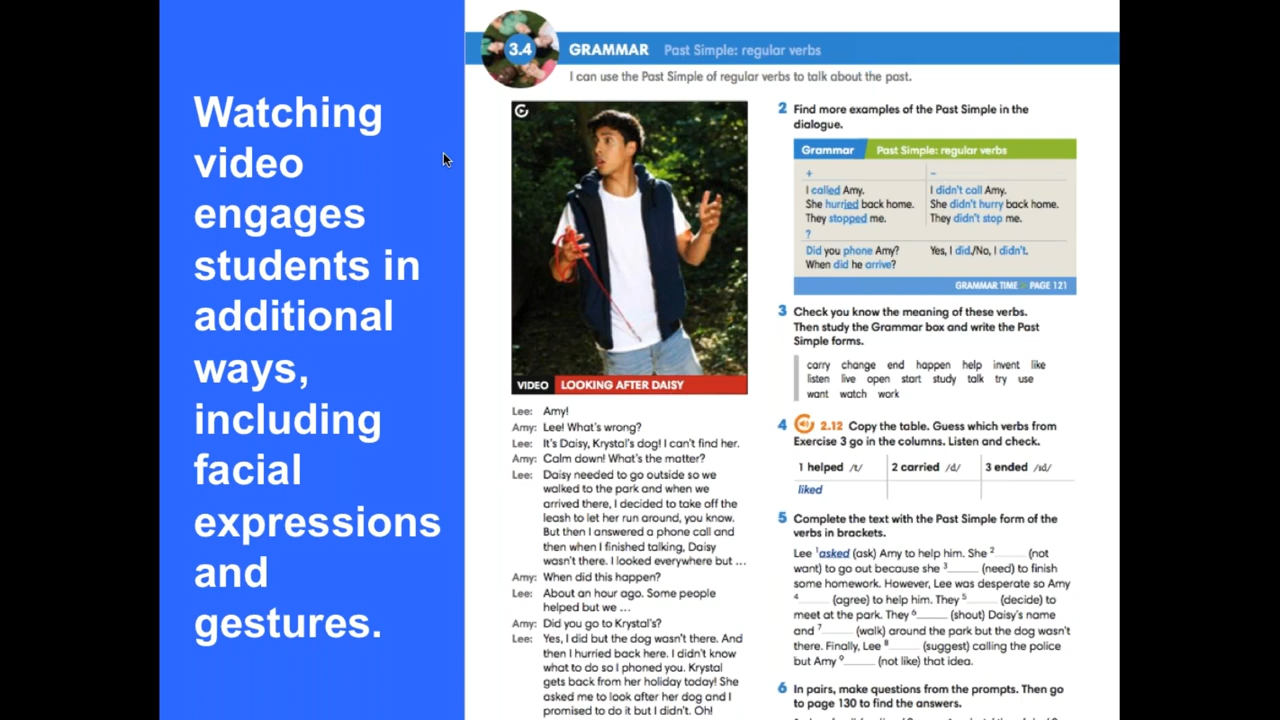 Watching
video
engages
students in
additional
ways,
including
facial
expressions
and
gestures.
3.4 GRAMMAR Past Simple: regular verbs
I can use the Past Simple of regular verbs to talk about the past.
VIDEO LOOKING AFTER DAISY
Lee: Amy!
Amy: Lee! What's wrong?
Lee: It's Daisy, Krystal's dog! I can't find her.
Amy: Calm down! What's the matter?
Lee: Daisy needed to go outside so we
walked to the park and when we
arrived there, I decided to take off the
leash to let her run around, you know.
But then I answered a phone call and
then when I finished talking, Daisy
wasn't there. I looked everywhere but ...
Amy: When did this happen?
Lee: About an hour ago. Some people
helped but we ...
Amy: Did you go to Krystal's?
Lee: Yes, I did but the dog wasn't there. And
then I hurried back here. I didn't know
what to do so I phoned you. Krystal
gets back from her holiday today! She
asked me to look after her dog and I
promised to do it but I didn't. Oh!
2 Find more examples of the Past Simple in the
dialogue.
Grammar Past Simple: regular verbs
+ –
I called Amy. I didn't call Amy.
She hurried back home. She didn't hurry back home.
They stopped me. They didn't stop me.
?
Did you phone Amy? Yes, I did./No, I didn't.
When did he arrive?
GRAMMAR TIME > PAGE 121
3 Check you know the meaning of these verbs.
Then study the Grammar box and write the Past
Simple forms.
carry change end happen help invent like
listen live open start study talk try use
want watch work
4 2.12 Copy the table. Guess which verbs from
Exercise 3 go in the columns. Listen and check.
1 helped /t/ 2 carried /d/ 3 ended /ɪd/
liked
5 Complete the text with the Past Simple form of the
verbs in brackets.
Lee 1 asked (ask) Amy to help him. She 2 ____ (not
want) to go out because she 3 ____ (need) to finish
some homework. However, Lee was desperate so Amy
4 ____ (agree) to help him. They 5 ____ (decide) to
meet at the park. They 6 ____ (shout) Daisy's name
and 7 ____ (walk) around the park but the dog wasn't
there. Finally, Lee 8 ____ (suggest) calling the police
but Amy 9 ____ (not like) that idea.
6 In pairs, make questions from the prompts. Then go
to page 130 to find the answers.